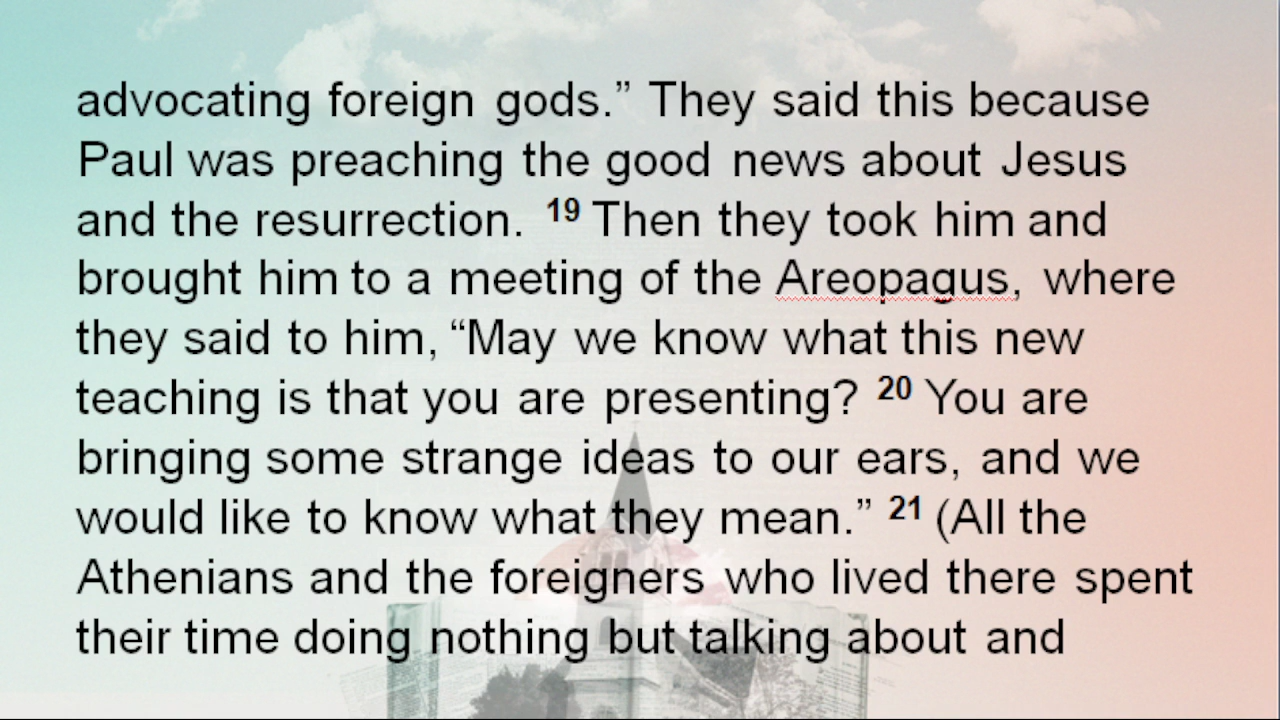 advocating foreign gods.” They said this because
Paul was preaching the good news about Jesus
and the resurrection. 19 Then they took him and
brought him to a meeting of the Areopagus, where
they said to him, “May we know what this new
teaching is that you are presenting? 20 You are
bringing some strange ideas to our ears, and we
would like to know what they mean.” 21 (All the
Athenians and the foreigners who lived there spent
their time doing nothing but talking about and